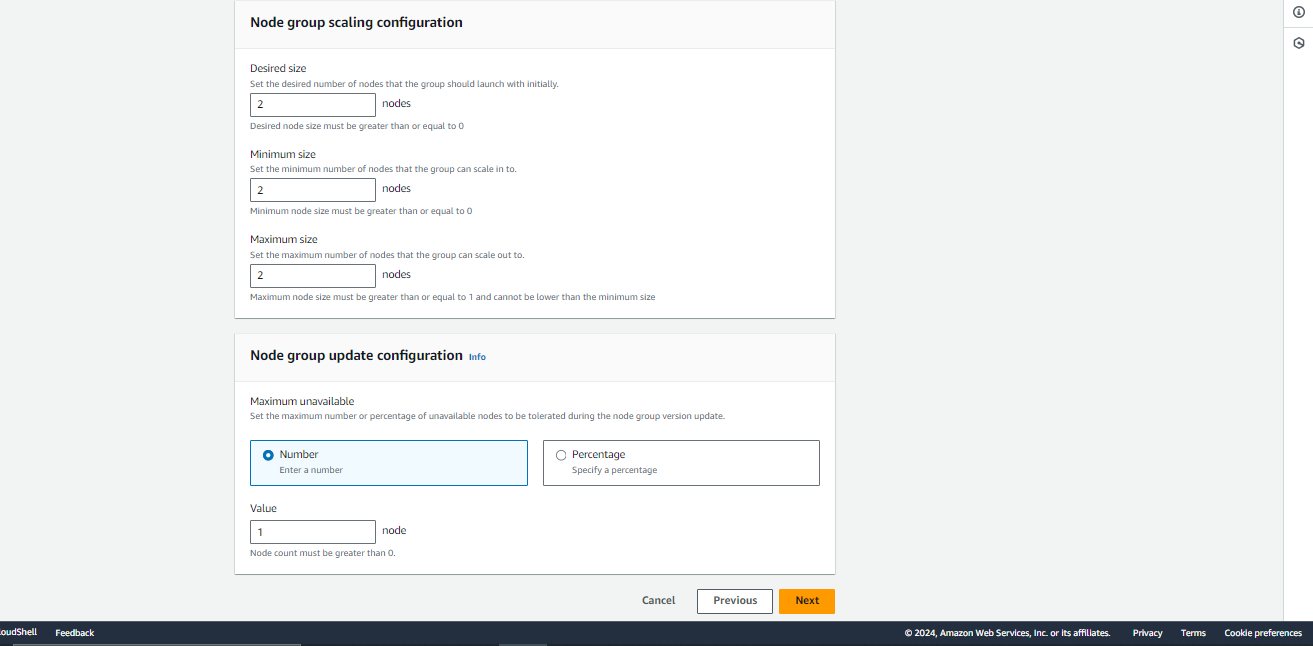 Node group scaling configuration
Desired size
Set the desired number of nodes that the group should launch with initially.
2 nodes
Desired node size must be greater than or equal to 0
Minimum size
Set the minimum number of nodes that the group can scale in to.
2 nodes
Minimum node size must be greater than or equal to 0
Maximum size
Set the maximum number of nodes that the group can scale out to.
2 nodes
Maximum node size must be greater than or equal to 1 and cannot be lower than the minimum size
Node group update configuration Info
Maximum unavailable
Set the maximum number or percentage of unavailable nodes to be tolerated during the node group version update.
Number Percentage
Enter a number Specify a percentage
Value
1 node
Node count must be greater than 0.
Cancel Previous Next
loudShell Feedback © 2024, Amazon Web Services, Inc. or its affiliates. Privacy Terms Cookie preferences